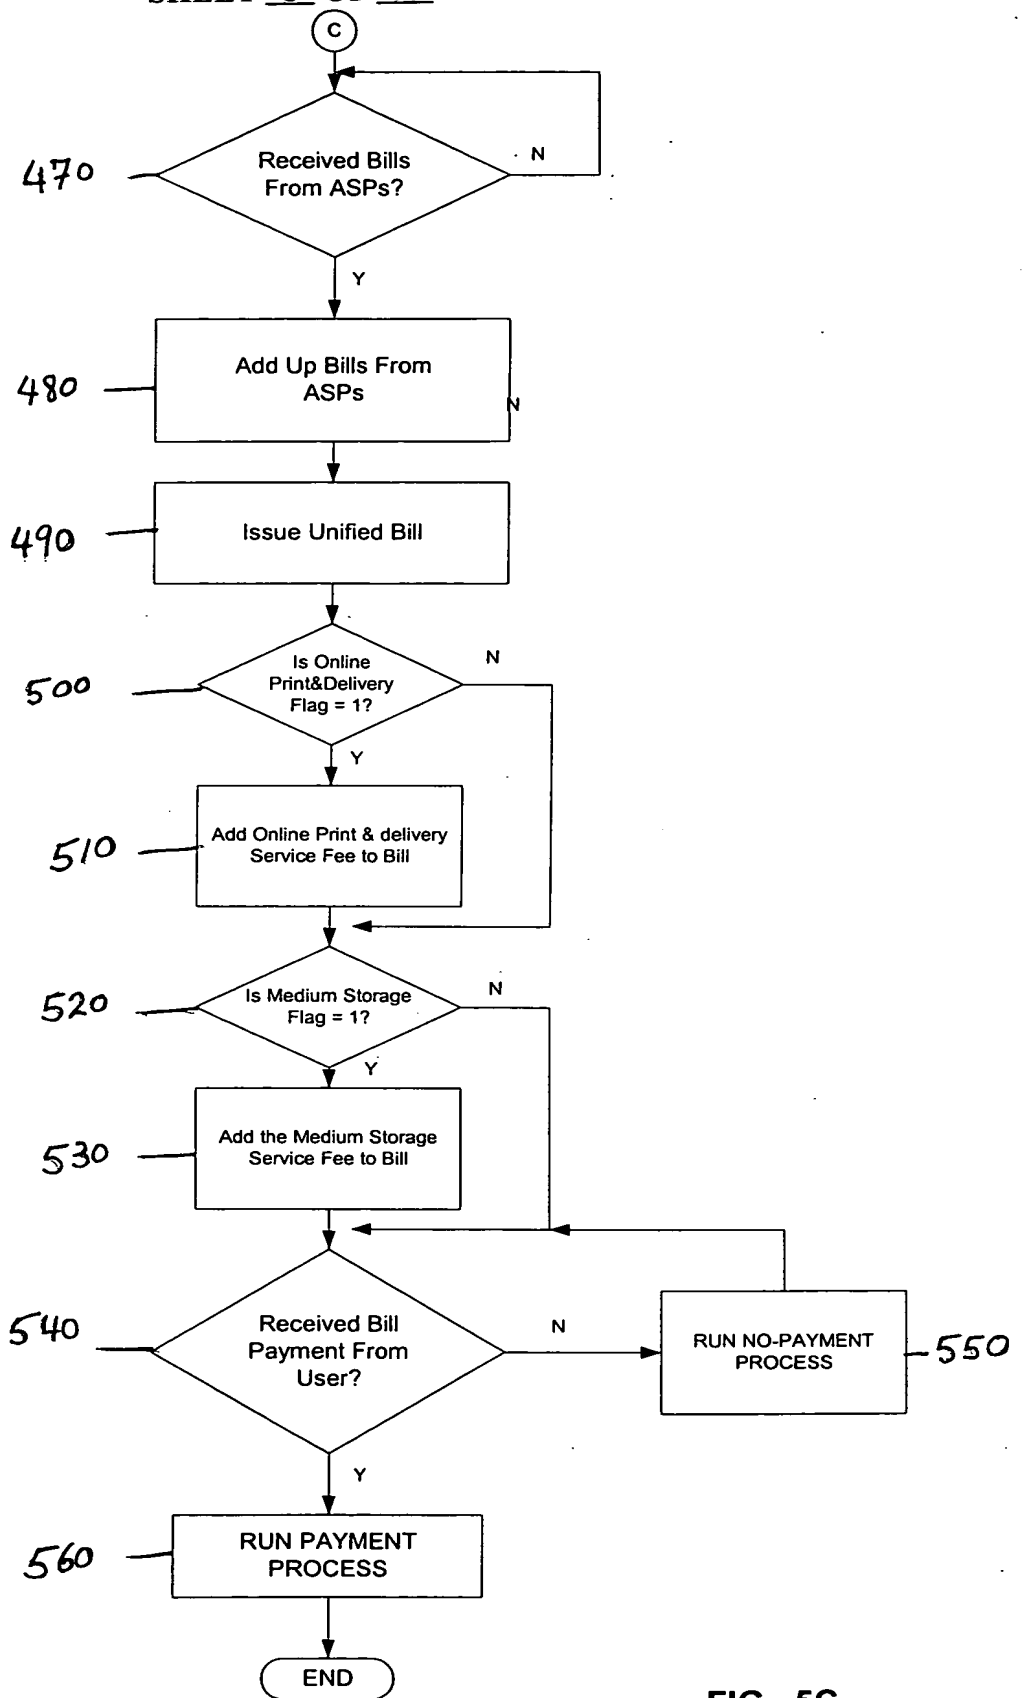 C
Received Bills
From ASPs?
N
470
Y
Add Up Bills From
ASPs
480
N
Issue Unified Bill
490
N
Is Online
Print&Delivery
Flag = 1?
500
Y
Add Online Print & delivery
Service Fee to Bill
510
N
Is Medium Storage
Flag = 1?
520
Y
Add the Medium Storage
Service Fee to Bill
530
Received Bill
Payment From
User?
540
N
RUN NO-PAYMENT
PROCESS
550
Y
RUN PAYMENT
PROCESS
560
END